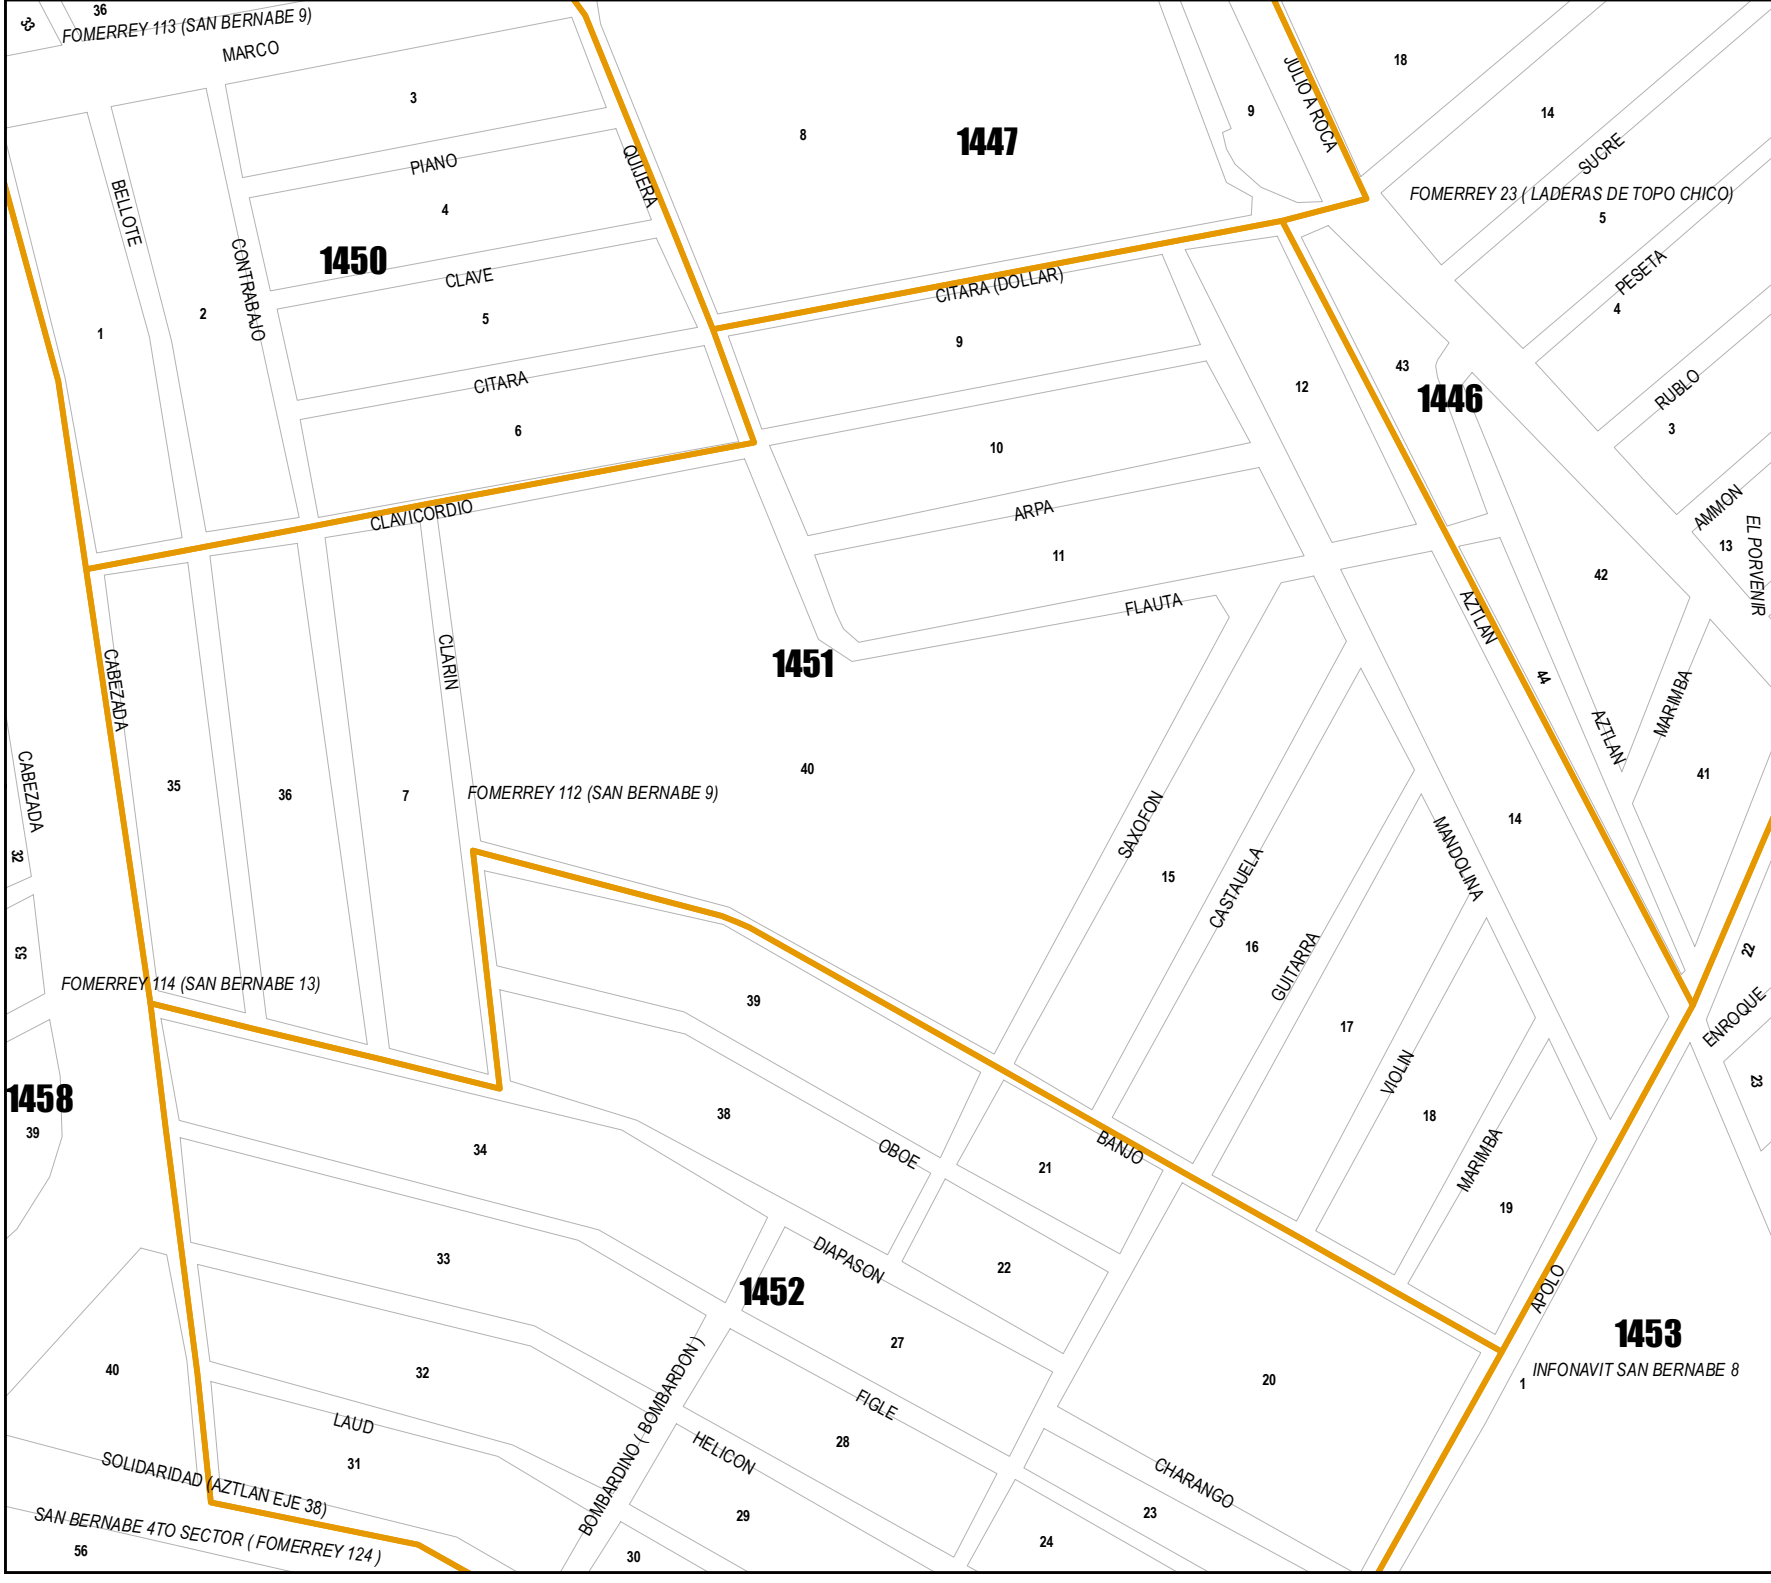 36
33
FOMERREY 113 (SAN BERNABE 9)
MARCO
3
8
1447
9
JULIO A ROCA
18
14
SUCRE
PIANO
QUIJERA
BELLOTE
4
FOMERREY 23 ( LADERAS DE TOPO CHICO)
5
CONTRABAJO
1450
CLAVE
CITARA (DOLLAR)
PESETA
4
1
2
5
9
43
12
1446
RUBLO
3
CITARA
6
10
CLAVICORDIO
ARPA
AMMON
13
EL PORVENIR
11
42
FLAUTA
AZTLAN
CABEZADA
CLARIN
1451
44
MARIMBA
AZTLAN
CABEZADA
35
36
7
FOMERREY 112 (SAN BERNABE 9)
40
41
SAXOFON
14
MANDOLINA
32
15
CASTAUELA
16
GUITARRA
53
22
FOMERREY 114 (SAN BERNABE 13)
39
17
ENROQUE
1458
39
38
VIOLIN
18
23
34
OBOE
BANJO
21
MARIMBA
19
33
DIAPASON
22
1452
APOLO
1453
27
INFONAVIT SAN BERNABE 8
1
40
32
20
BOMBARDINO ( BOMBARDON )
FIGLE
LAUD
28
HELICON
31
SOLIDARIDAD (AZTLAN EJE 38)
CHARANGO
29
23
SAN BERNABE 4TO SECTOR ( FOMERREY 124 )
56
30
24